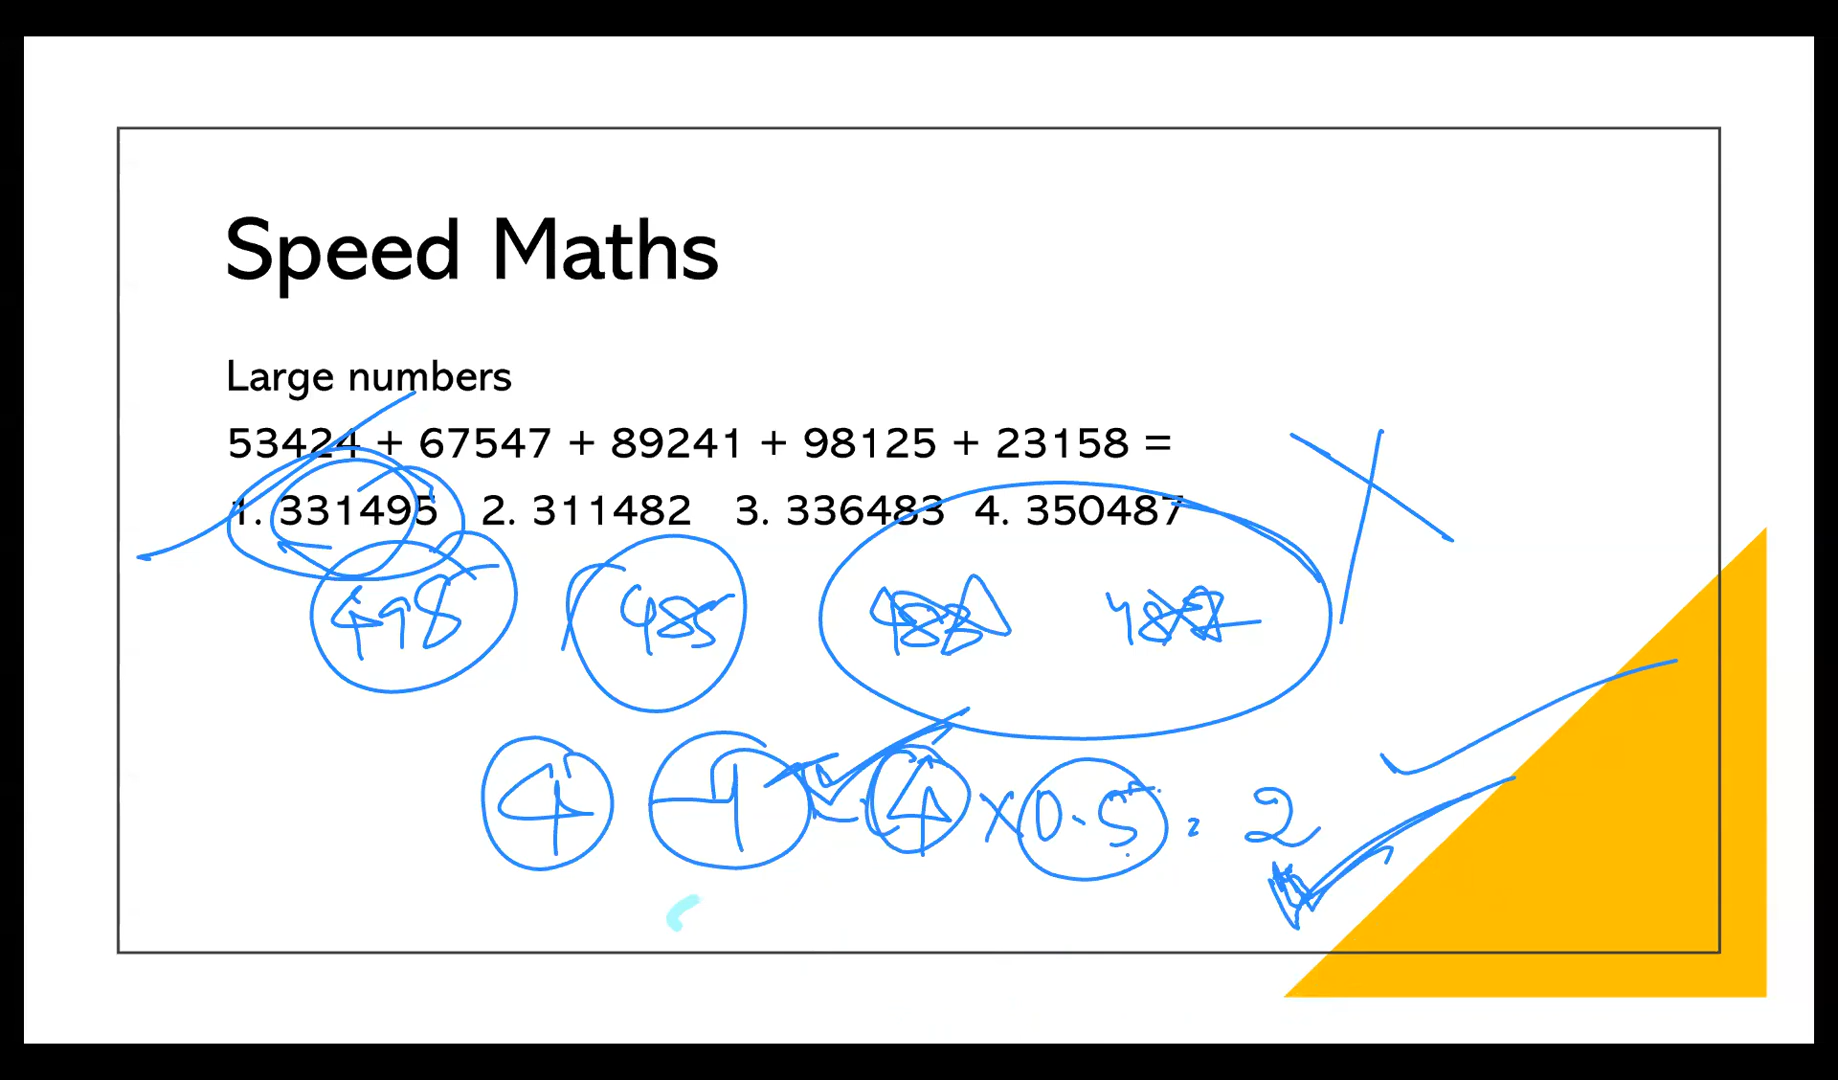 Speed Maths
Large numbers
53424 + 67547 + 89241 + 98125 + 23158 =
1. 331495 2. 311482 3. 336483 4. 350487
498 485
4 4 x 0.5 = 2